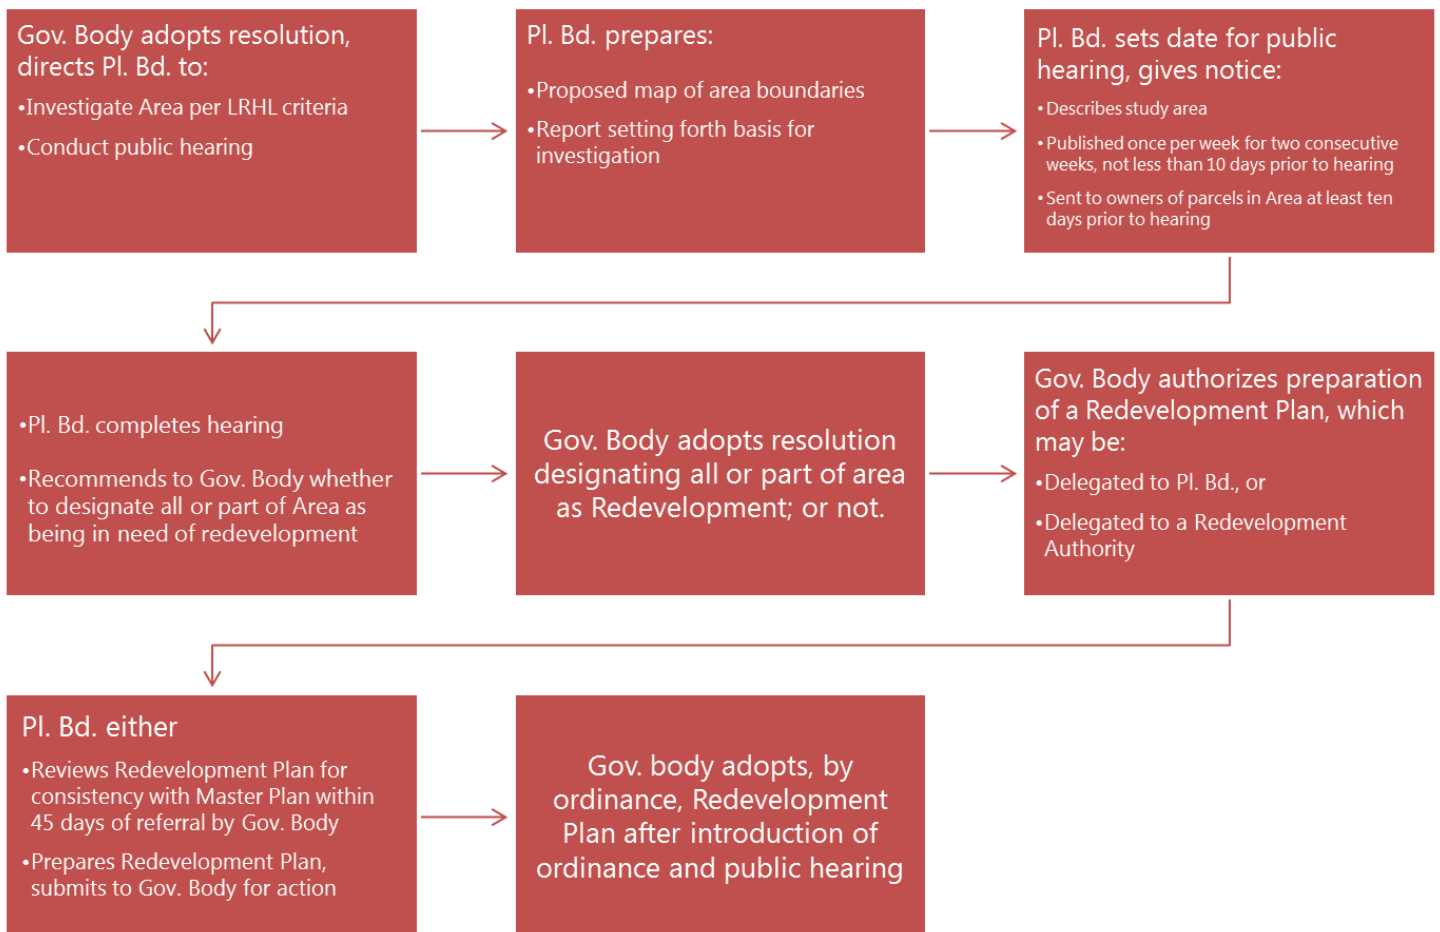 Gov. Body adopts resolution,
directs Pl. Bd. to:
•Investigate Area per LRHL criteria
•Conduct public hearing
Pl. Bd. prepares:
•Proposed map of area boundaries
•Report setting forth basis for
investigation
Pl. Bd. sets date for public
hearing, gives notice:
•Describes study area
•Published once per week for two consecutive
weeks, not less than 10 days prior to hearing
•Sent to owners of parcels in Area at least ten
days prior to hearing
•Pl. Bd. completes hearing
•Recommends to Gov. Body whether
to designate all or part of Area as
being in need of redevelopment
Gov. Body adopts resolution
designating all or part of area
as Redevelopment; or not.
Gov. Body authorizes preparation
of a Redevelopment Plan, which
may be:
•Delegated to Pl. Bd., or
•Delegated to a Redevelopment
Authority
Pl. Bd. either
•Reviews Redevelopment Plan for
consistency with Master Plan within
45 days of referral by Gov. Body
•Prepares Redevelopment Plan,
submits to Gov. Body for action
Gov. body adopts, by
ordinance, Redevelopment
Plan after introduction of
ordinance and public hearing